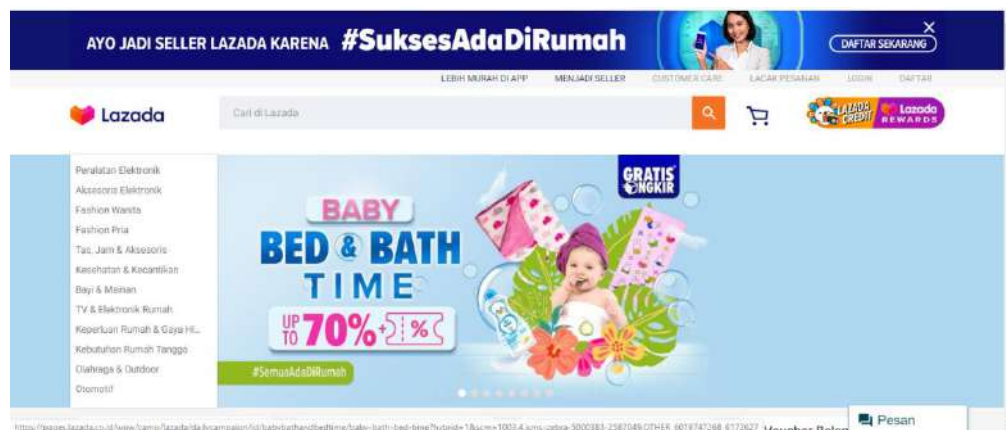 AYO JADI SELLER LAZADA KARENA #SuksesAdaDiRumah
DAFTAR SEKARANG
LEBIH MURAH DI APP MENJADI SELLER CUSTOMER CARE LACAK PESANAN LOGIN DAFTAR
Lazada
Cari di Lazada
LAZADA CREDIT
Lazada REWARDS
Peralatan Elektronik
Aksesoris Elektronik
Fashion Wanita
Fashion Pria
Tas, Jam & Aksesoris
Kesehatan & Kecantikan
Bayi & Mainan
TV & Elektronik Rumah
Keperluan Rumah & Gaya Hi...
Kebutuhan Rumah Tangga
Olahraga & Outdoor
Otomotif
GRATIS
ONGKIR
BABY
BED & BATH
TIME
UP TO 70% + %
#SemuaAdaDiRumah
Pesan